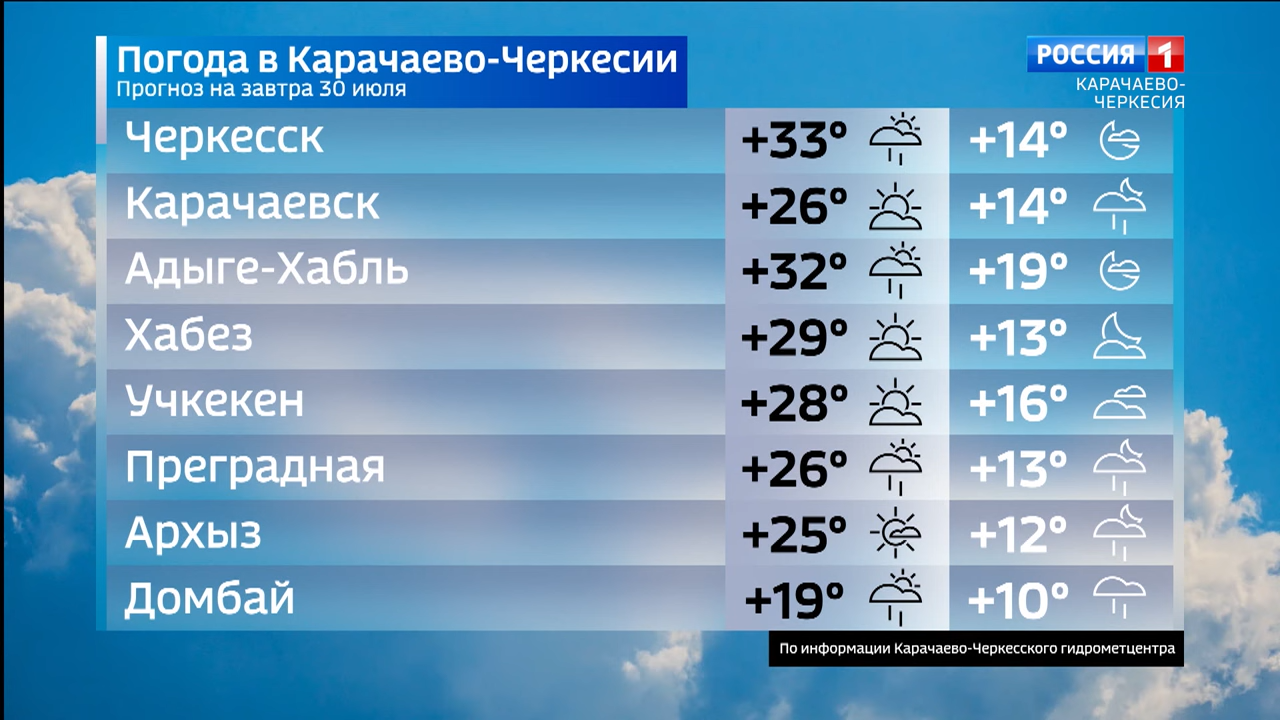 Погода в Карачаево-Черкесии
Прогноз на завтра 30 июля
РОССИЯ 1
КАРАЧАЕВО-
ЧЕРКЕСИЯ
Черкесск +33° +14°
Карачаевск +26° +14°
Адыге-Хабль +32° +19°
Хабез +29° +13°
Учкекен +28° +16°
Преградная +26° +13°
Архыз +25° +12°
Домбай +19° +10°
По информации Карачаево-Черкесского гидрометцентра